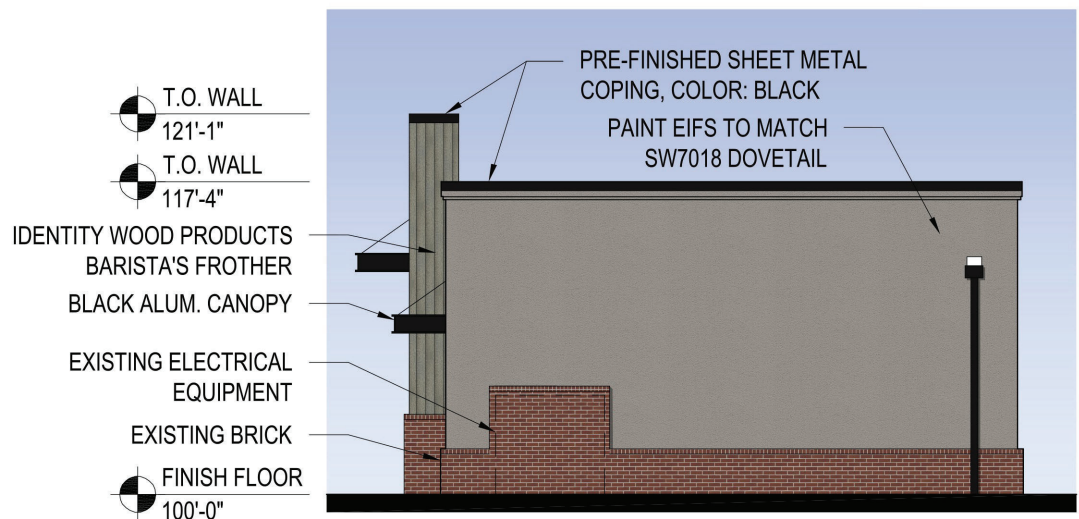 PRE-FINISHED SHEET METAL
COPING, COLOR: BLACK
PAINT EIFS TO MATCH
SW7018 DOVETAIL
T.O. WALL
121'-1"
T.O. WALL
117'-4"
IDENTITY WOOD PRODUCTS
BARISTA'S FROTHER
BLACK ALUM. CANOPY
EXISTING ELECTRICAL
EQUIPMENT
EXISTING BRICK
FINISH FLOOR
100'-0"